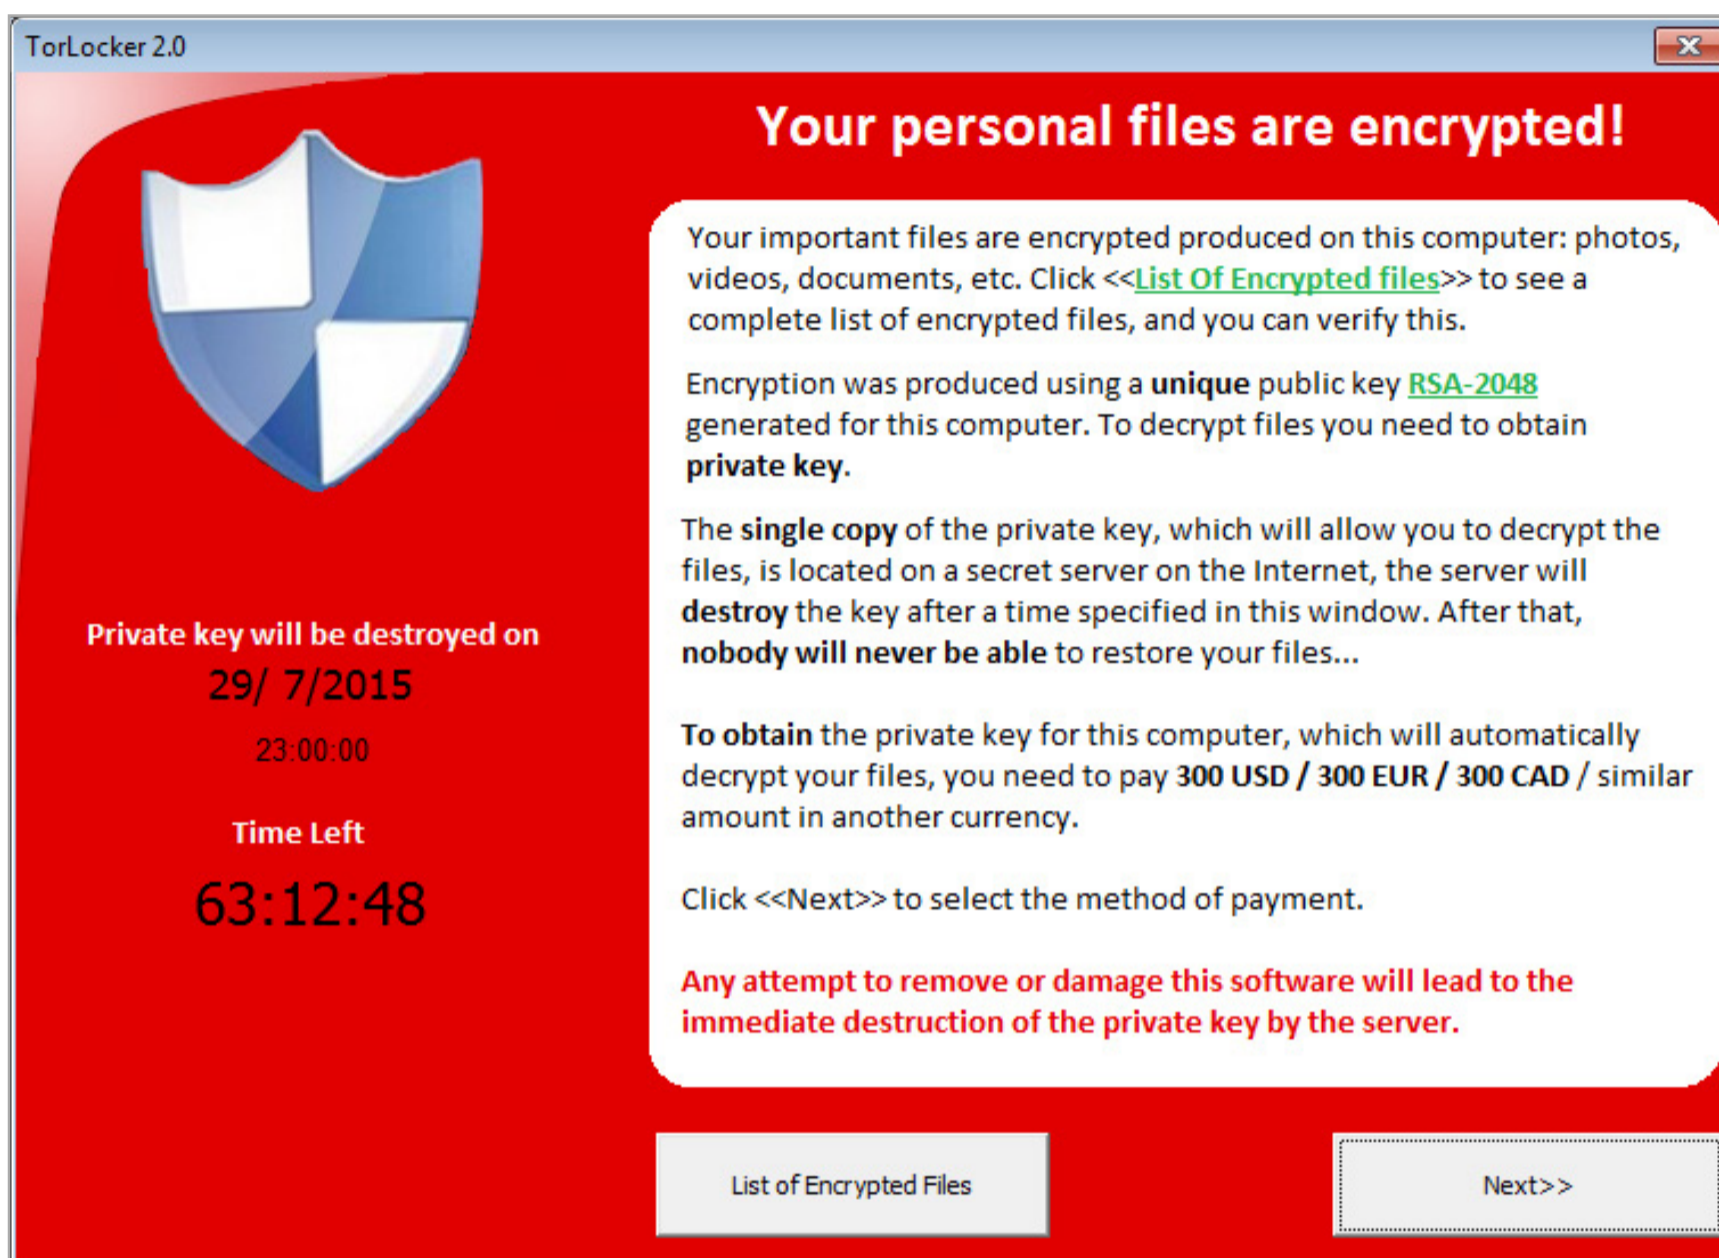 TorLocker 2.0
Your personal files are encrypted!
Your important files are encrypted produced on this computer: photos,
videos, documents, etc. Click <<List Of Encrypted files>> to see a
complete list of encrypted files, and you can verify this.
Encryption was produced using a unique public key RSA-2048
generated for this computer. To decrypt files you need to obtain
private key.
The single copy of the private key, which will allow you to decrypt the
files, is located on a secret server on the Internet, the server will
destroy the key after a time specified in this window. After that,
nobody will never be able to restore your files...
To obtain the private key for this computer, which will automatically
decrypt your files, you need to pay 300 USD / 300 EUR / 300 CAD / similar
amount in another currency.
Click <<Next>> to select the method of payment.
Any attempt to remove or damage this software will lead to the
immediate destruction of the private key by the server.
Private key will be destroyed on
29/ 7/2015
23:00:00
Time Left
63:12:48
List of Encrypted Files
Next>>